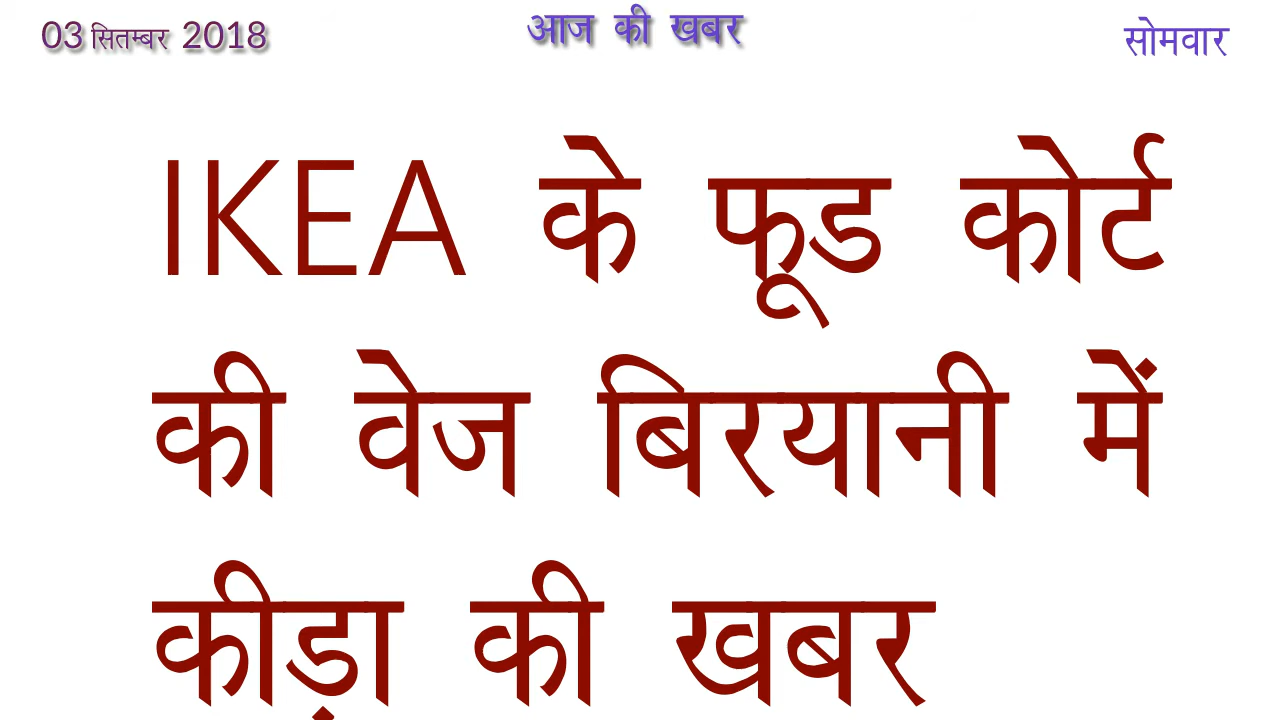 03 सितम्बर 2018 आज की खबर सोमवार
IKEA के फूड कोर्ट
की वेज बिरयानी में
कीड़ा की खबर